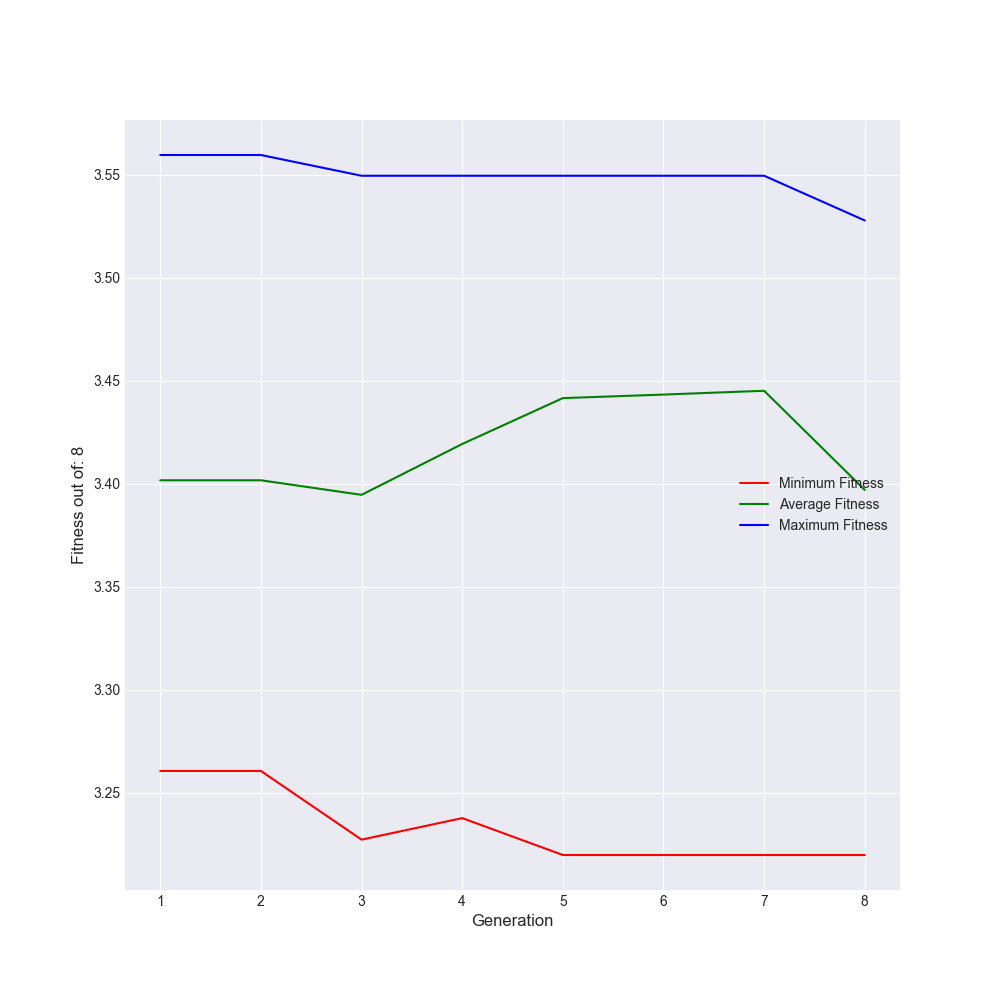 3.55
3.50
3.45
3.40
3.35
3.30
3.25
Fitness out of: 8
Minimum Fitness
Average Fitness
Maximum Fitness
1 2 3 4 5 6 7 8
Generation